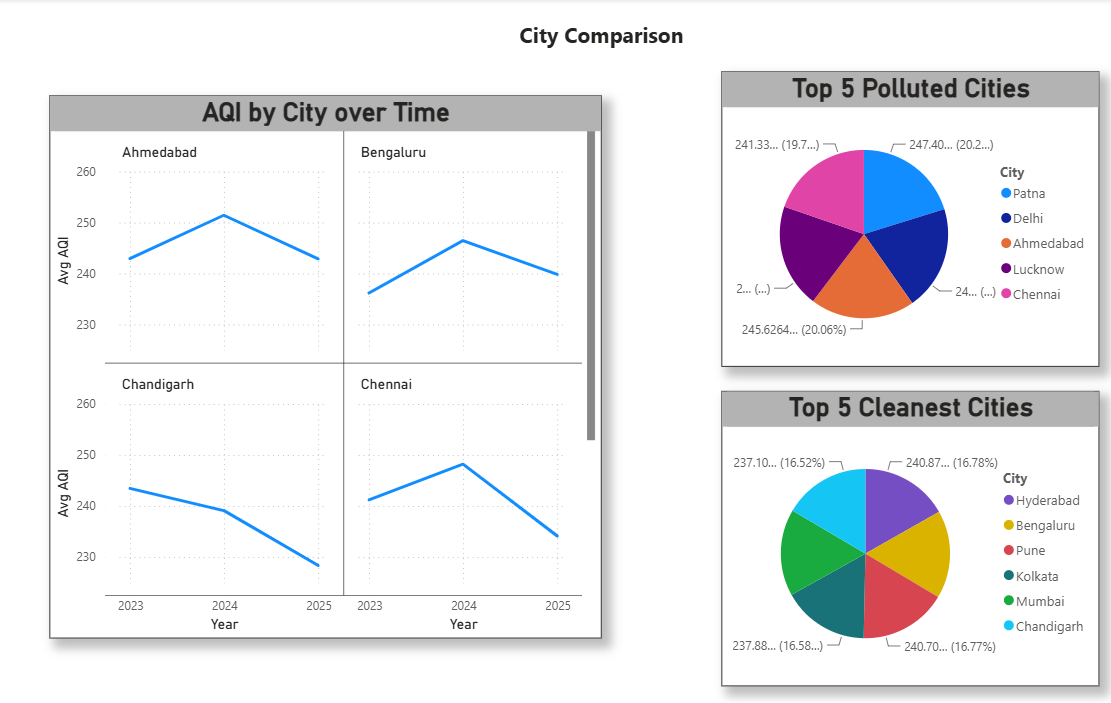 City Comparison
AQI by City over Time
Ahmedabad
Bengaluru
260
250
240
230
Avg AQI
Chandigarh
Chennai
260
250
240
230
Avg AQI
2023 2024 2025 2023 2024 2025
Year Year
Top 5 Polluted Cities
241.33... (19.7...)
247.40... (20.2...)
2... (...)
24... (...)
245.6264... (20.06%)
City
Patna
Delhi
Ahmedabad
Lucknow
Chennai
Top 5 Cleanest Cities
237.10... (16.52%)
240.87... (16.78%)
237.88... (16.58...)
240.70... (16.77%)
City
Hyderabad
Bengaluru
Pune
Kolkata
Mumbai
Chandigarh